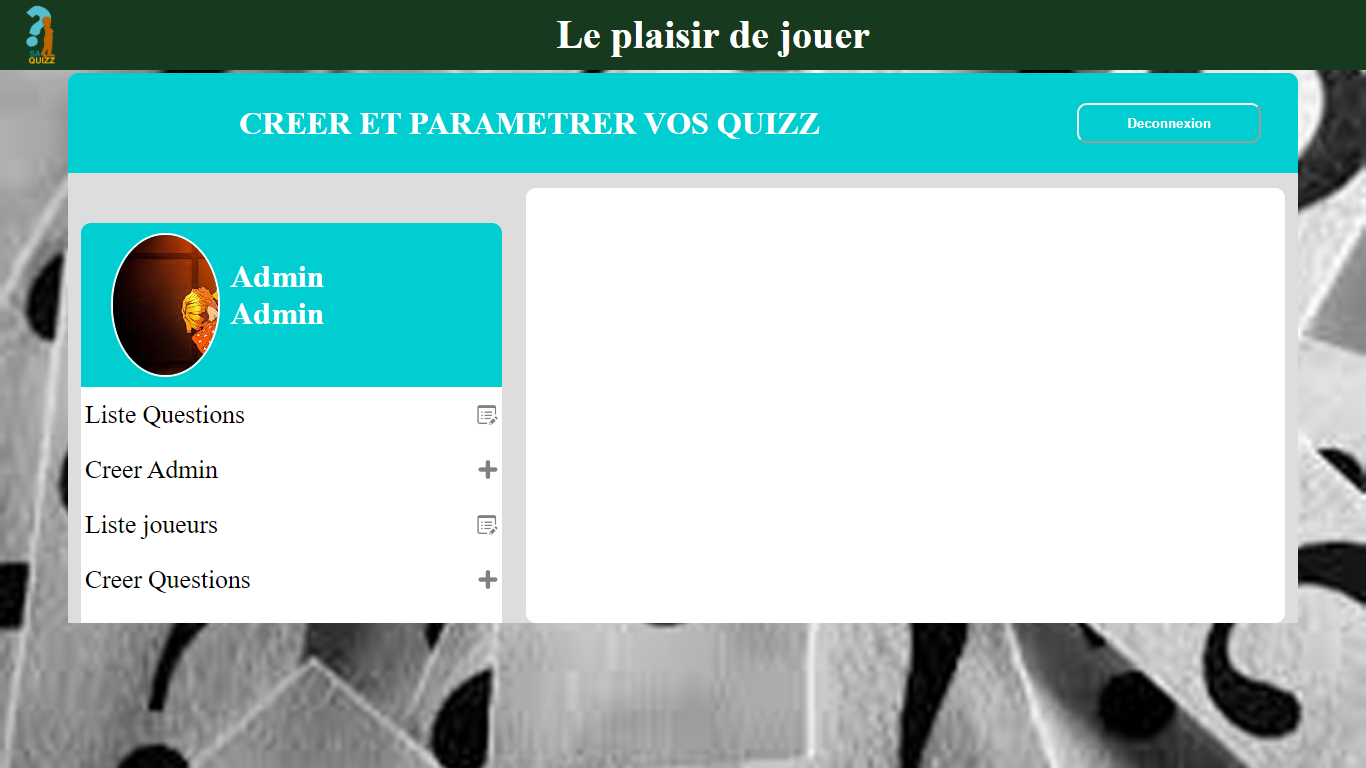 SA
QUIZZ
Le plaisir de jouer
CREER ET PARAMETRER VOS QUIZZ
Deconnexion
Admin
Admin
Liste Questions
Creer Admin
Liste joueurs
Creer Questions